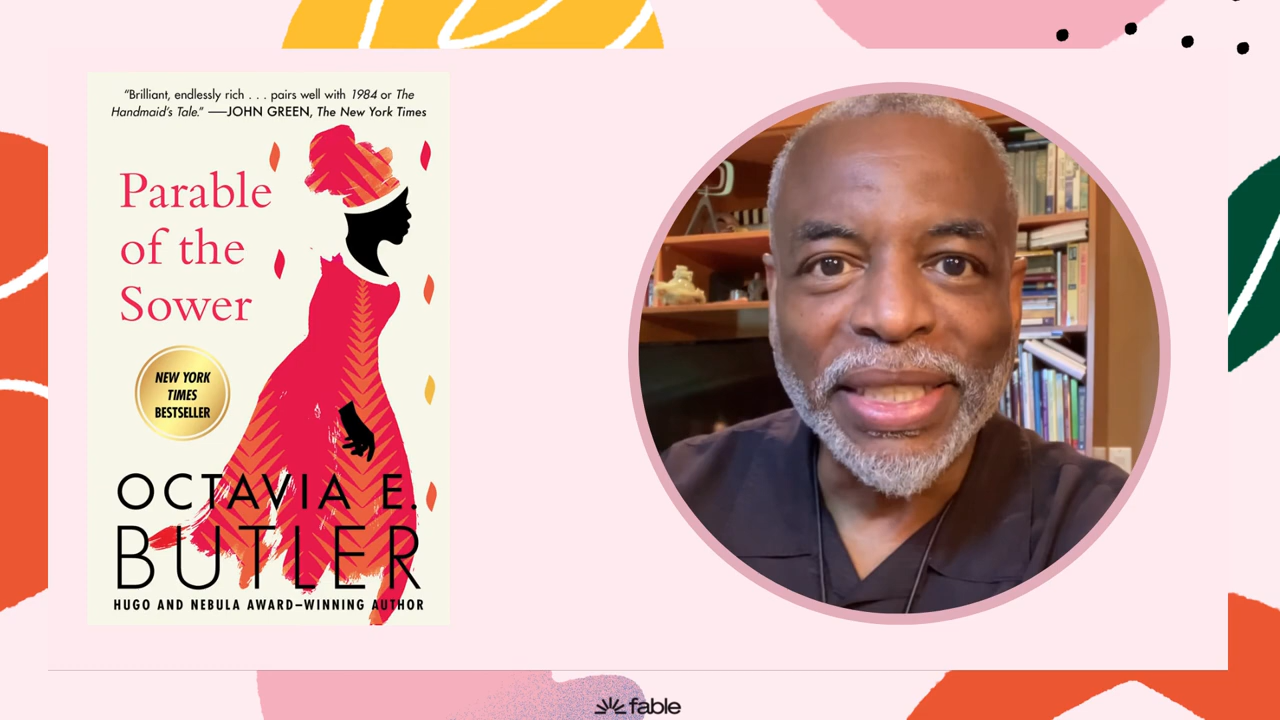 “Brilliant, endlessly rich . . . pairs well with 1984 or The
Handmaid’s Tale.” —JOHN GREEN, The New York Times
Parable
of the
Sower
NEW YORK
TIMES
BESTSELLER
OCTAVIA E.
BUTLER
HUGO AND NEBULA AWARD–WINNING AUTHOR
fable